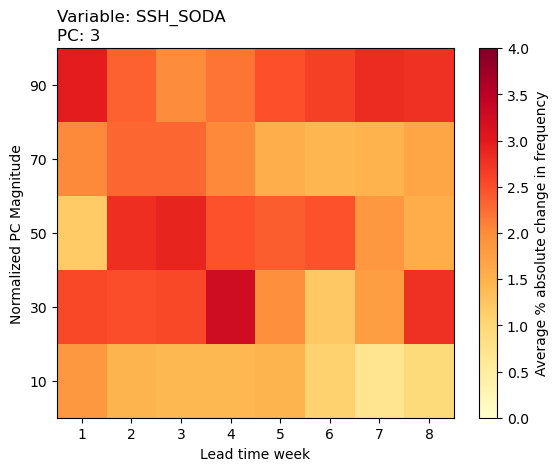 Variable: SSH_SODA
PC: 3
90
70
50
30
10
Normalized PC Magnitude
1 2 3 4 5 6 7 8
Lead time week
4.0
3.5
3.0
2.5
2.0
1.5
1.0
0.5
0.0
Average % absolute change in frequency